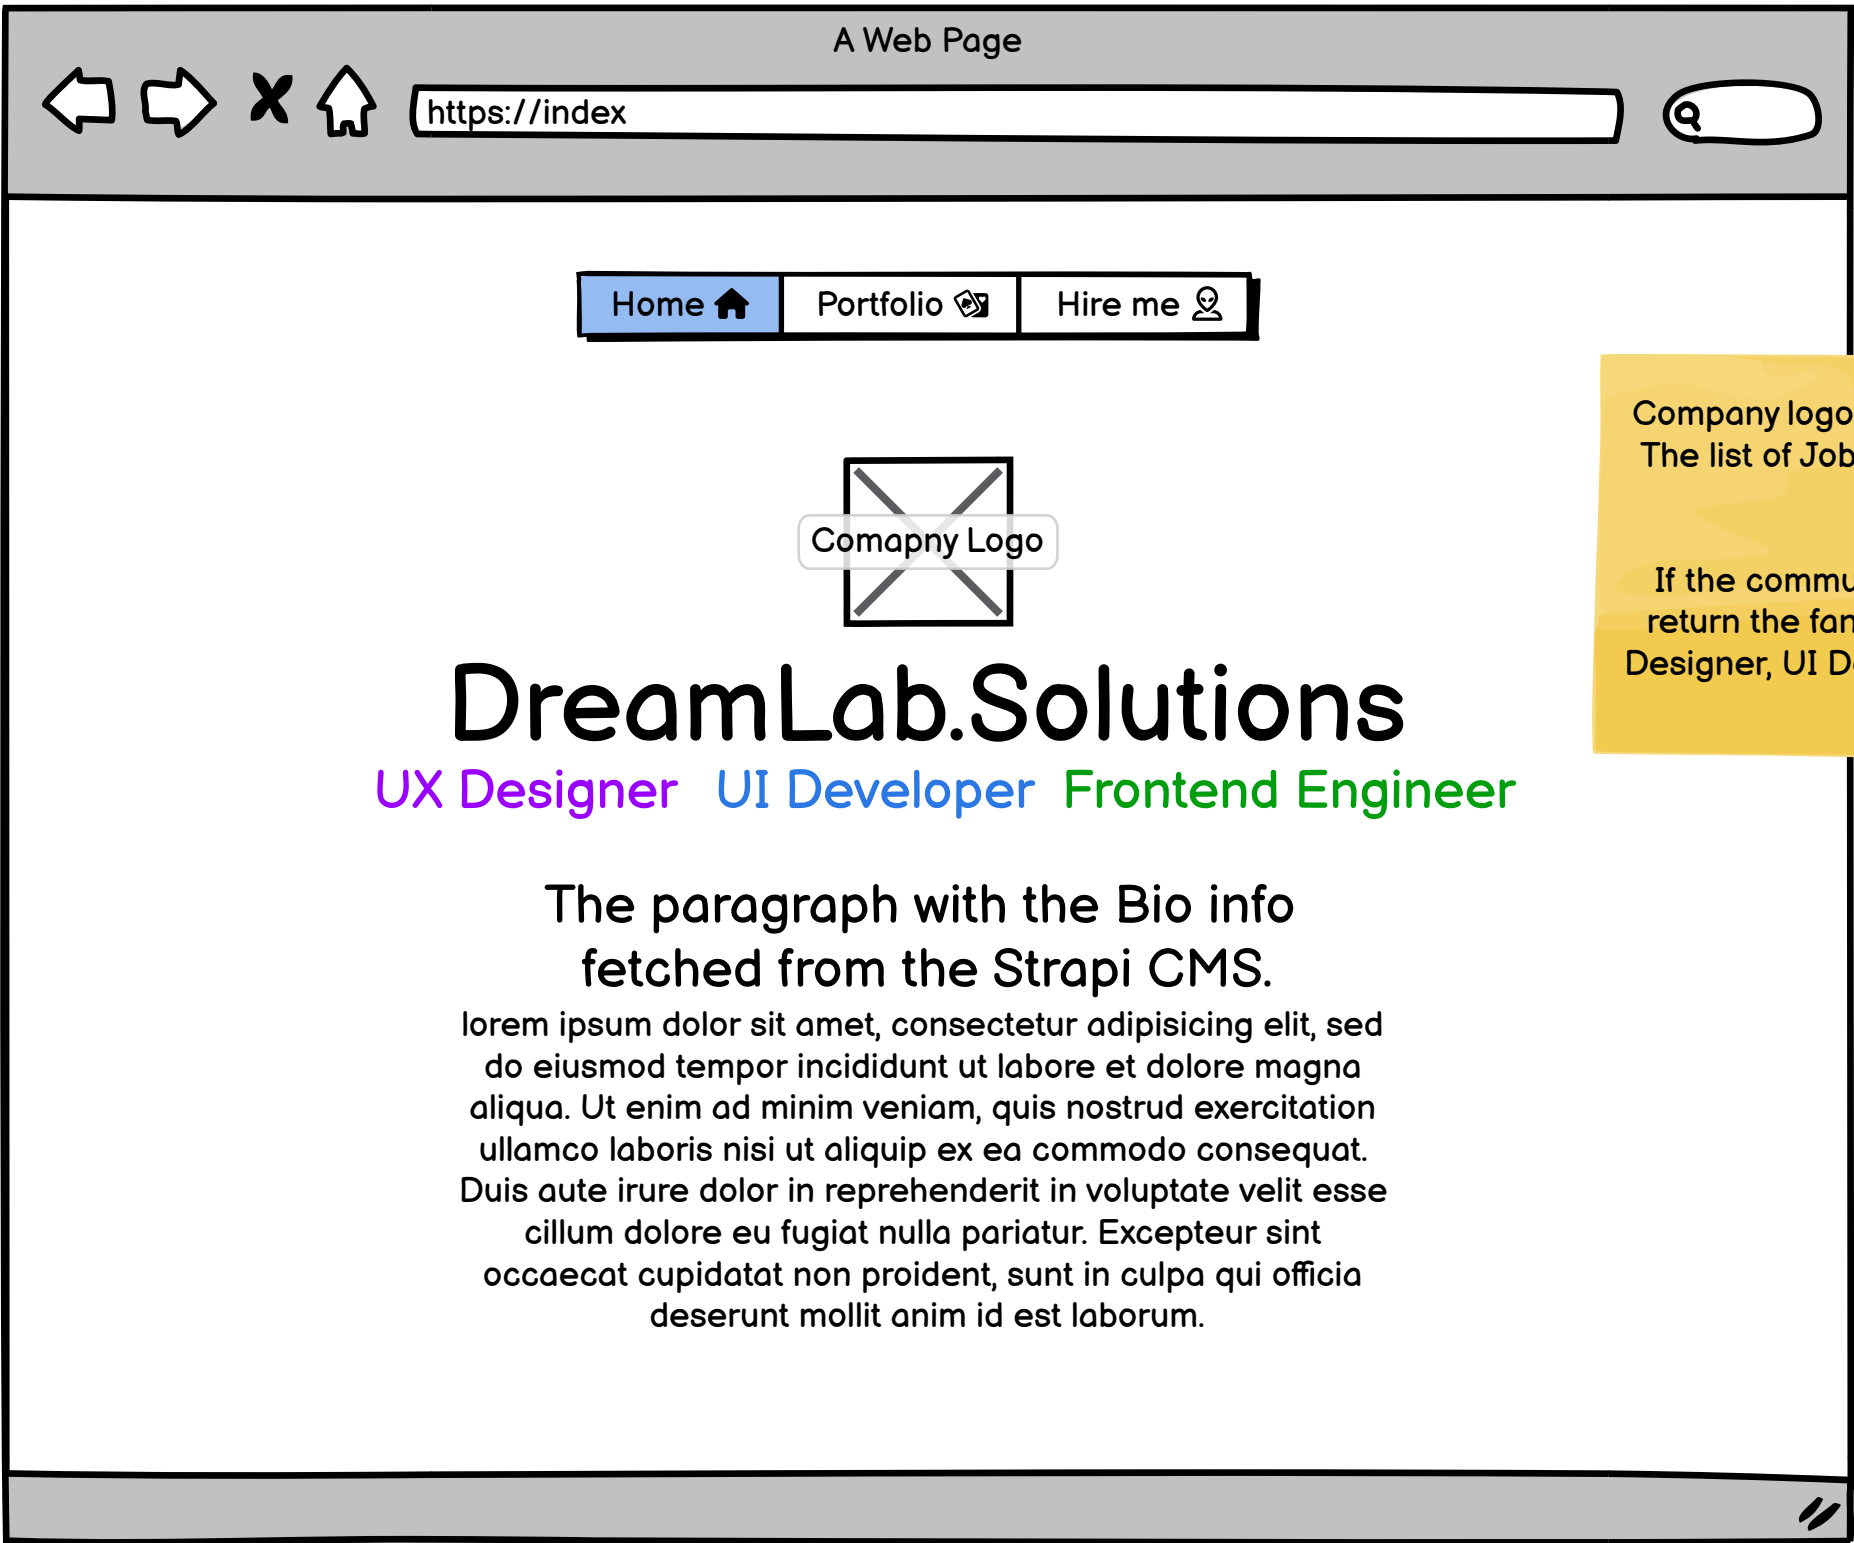 A Web Page
https://index
Home
Portfolio
Hire me
Company logo
The list of Job
If the commu
return the fan
Designer, UI De
Comapny Logo
DreamLab.Solutions
UX Designer UI Developer Frontend Engineer
The paragraph with the Bio info
fetched from the Strapi CMS.
lorem ipsum dolor sit amet, consectetur adipisicing elit, sed
do eiusmod tempor incididunt ut labore et dolore magna
aliqua. Ut enim ad minim veniam, quis nostrud exercitation
ullamco laboris nisi ut aliquip ex ea commodo consequat.
Duis aute irure dolor in reprehenderit in voluptate velit esse
cillum dolore eu fugiat nulla pariatur. Excepteur sint
occaecat cupidatat non proident, sunt in culpa qui officia
deserunt mollit anim id est laborum.